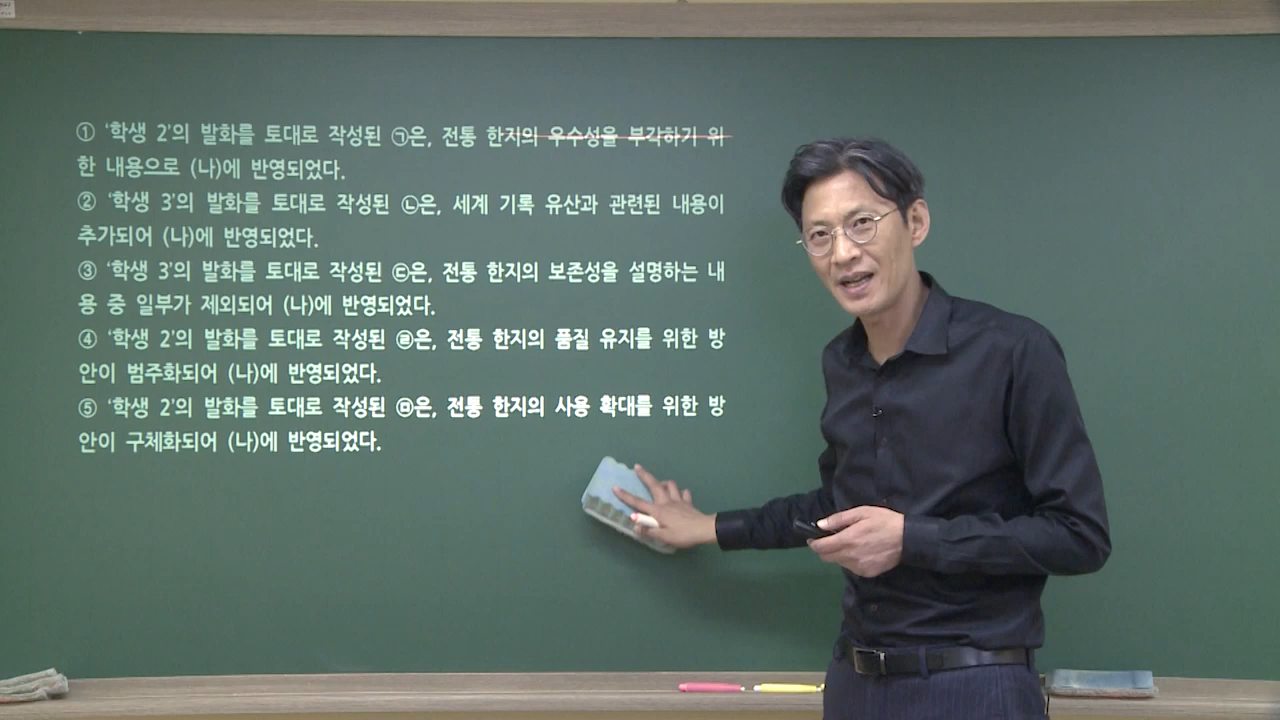 ① ‘학생 2’의 발화를 토대로 작성된 ㉠은, 전통 한지의 우수성을 부각하기 위
한 내용으로 (나)에 반영되었다.
② ‘학생 3’의 발화를 토대로 작성된 ㉡은, 세계 기록 유산과 관련된 내용이
추가되어 (나)에 반영되었다.
③ ‘학생 3’의 발화를 토대로 작성된 ㉢은, 전통 한지의 보존성을 설명하는 내
용 중 일부가 제외되어 (나)에 반영되었다.
④ ‘학생 2’의 발화를 토대로 작성된 ㉣은, 전통 한지의 품질 유지를 위한 방
안이 범주화되어 (나)에 반영되었다.
⑤ ‘학생 2’의 발화를 토대로 작성된 ㉤은, 전통 한지의 사용 확대를 위한 방
안이 구체화되어 (나)에 반영되었다.